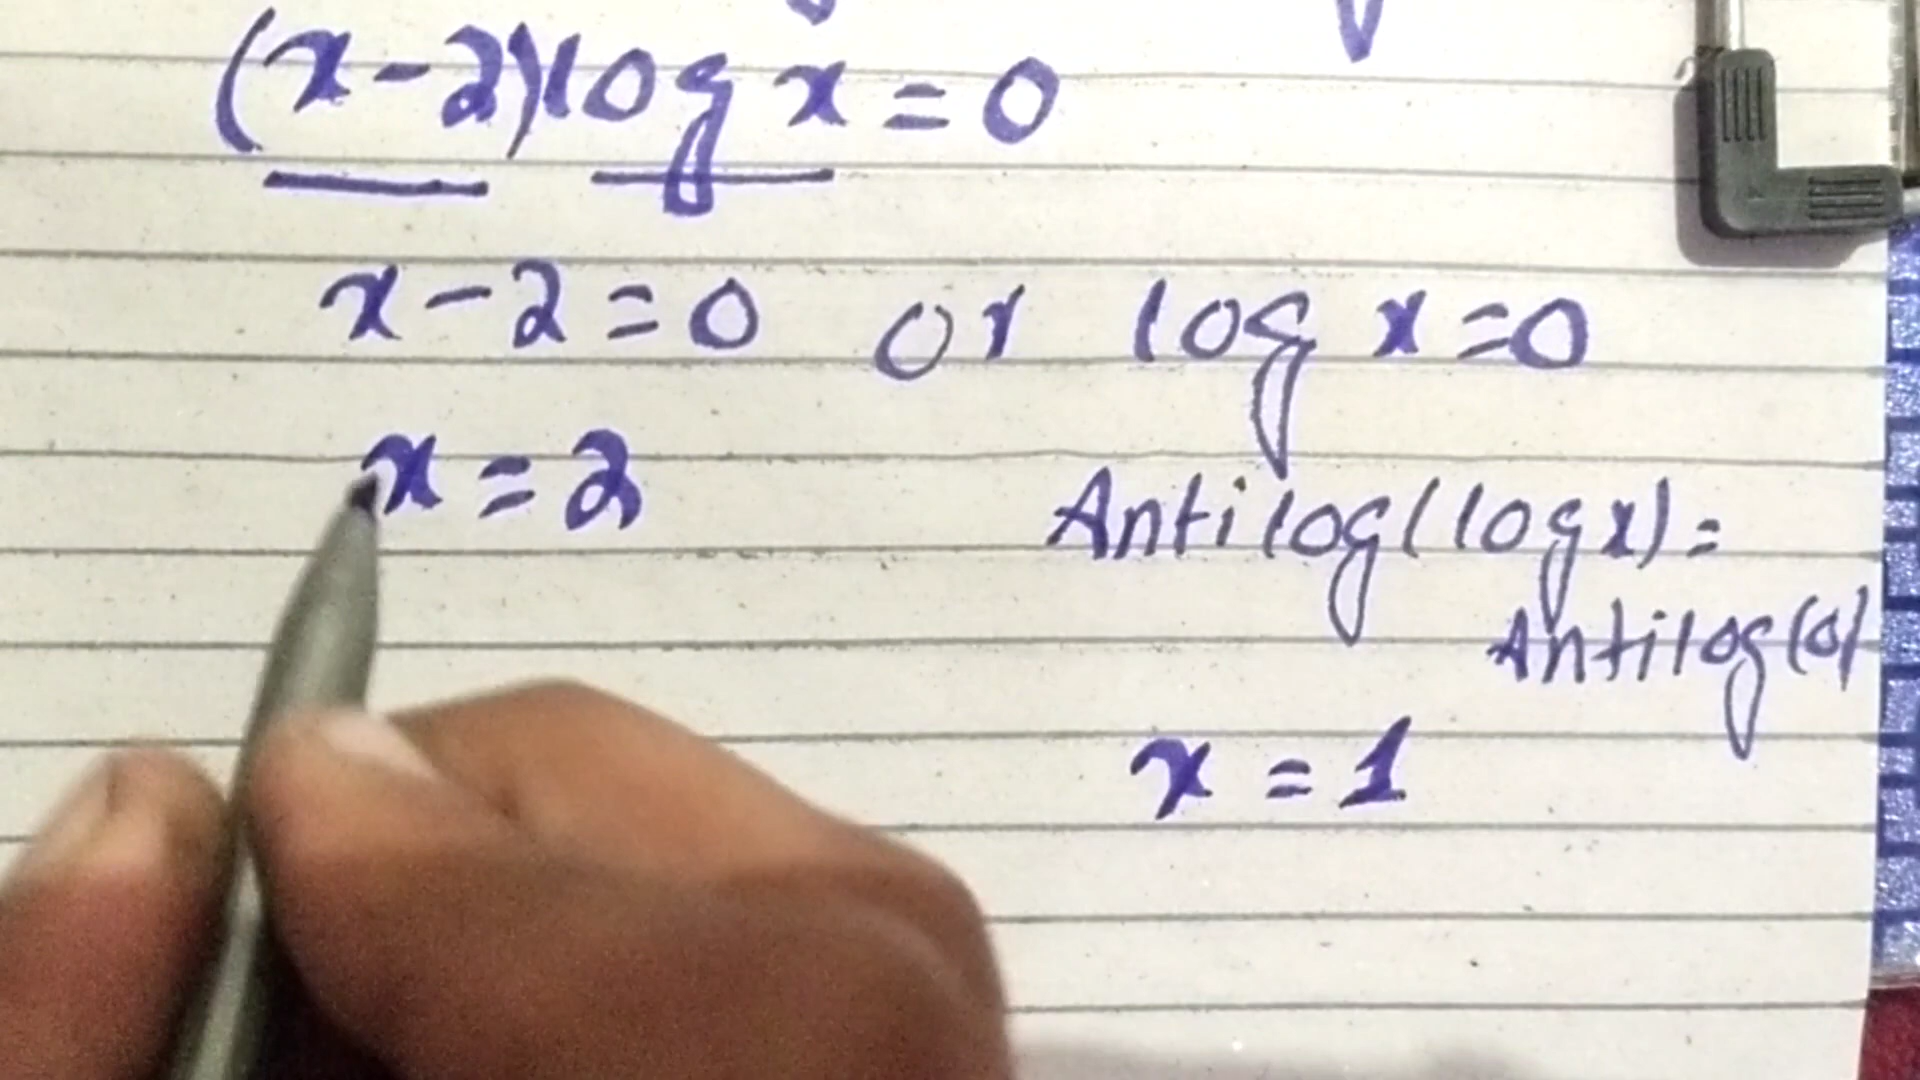 (x-2)log x = 0
x - 2 = 0 or log x = 0
x = 2
Antilog(log x) =
Antilog(0)
x = 1